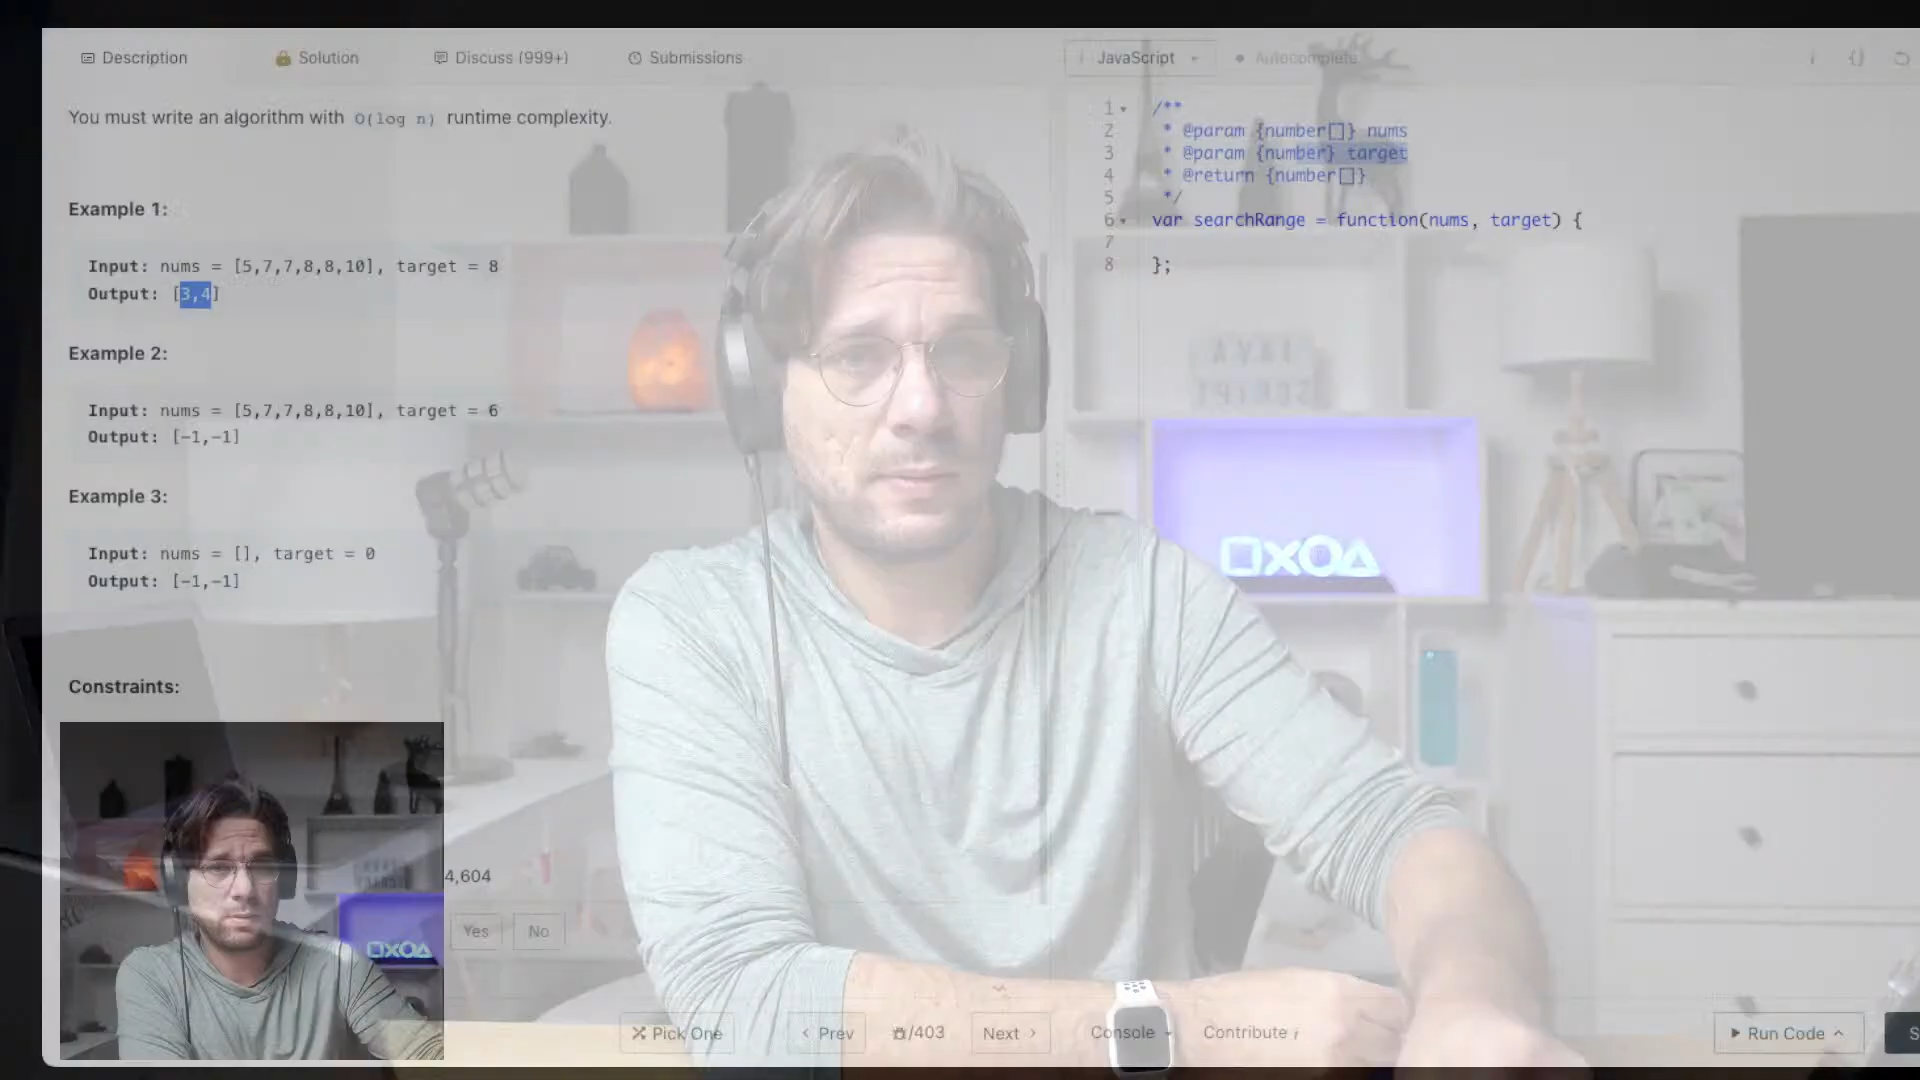 Description Solution Discuss (999+) Submissions
You must write an algorithm with O(log n) runtime complexity.
Example 1:
Input: nums = [5,7,7,8,8,10], target = 8
Output: [3,4]
Example 2:
Input: nums = [5,7,7,8,8,10], target = 6
Output: [-1,-1]
Example 3:
Input: nums = [], target = 0
Output: [-1,-1]
Constraints:
4,604
Yes No
Pick One Prev /403 Next Console Contribute
Run Code
JavaScript Autocomplete
1 /**
2 * @param {number[]} nums
3 * @param {number} target
4 * @return {number[]}
5 */
6 var searchRange = function(nums, target) {
7
8 };
JAVA
SCRIPT